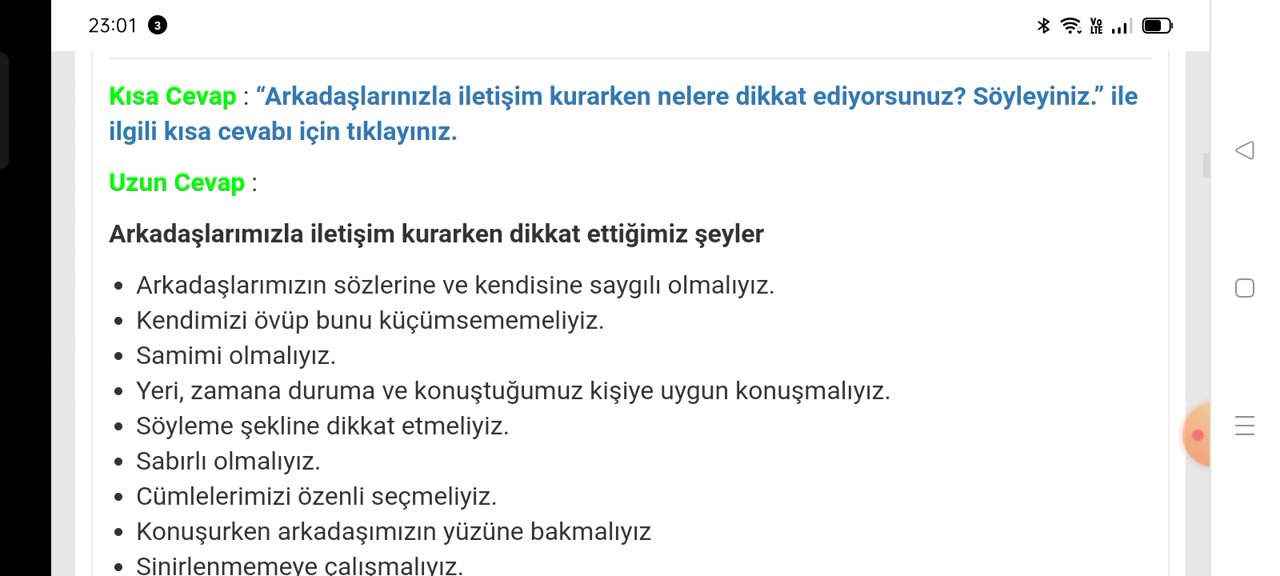 23:01 3
VO LTE
Kısa Cevap : “Arkadaşlarınızla iletişim kurarken nelere dikkat ediyorsunuz? Söyleyiniz.” ile
ilgili kısa cevabı için tıklayınız.
Uzun Cevap :
Arkadaşlarımızla iletişim kurarken dikkat ettiğimiz şeyler
• Arkadaşlarımızın sözlerine ve kendisine saygılı olmalıyız.
• Kendimizi övüp bunu küçümsememeliyiz.
• Samimi olmalıyız.
• Yeri, zamana duruma ve konuştuğumuz kişiye uygun konuşmalıyız.
• Söyleme şekline dikkat etmeliyiz.
• Sabırlı olmalıyız.
• Cümlelerimizi özenli seçmeliyiz.
• Konuşurken arkadaşımızın yüzüne bakmalıyız
• Sinirlenmemeye çalışmalıyız.